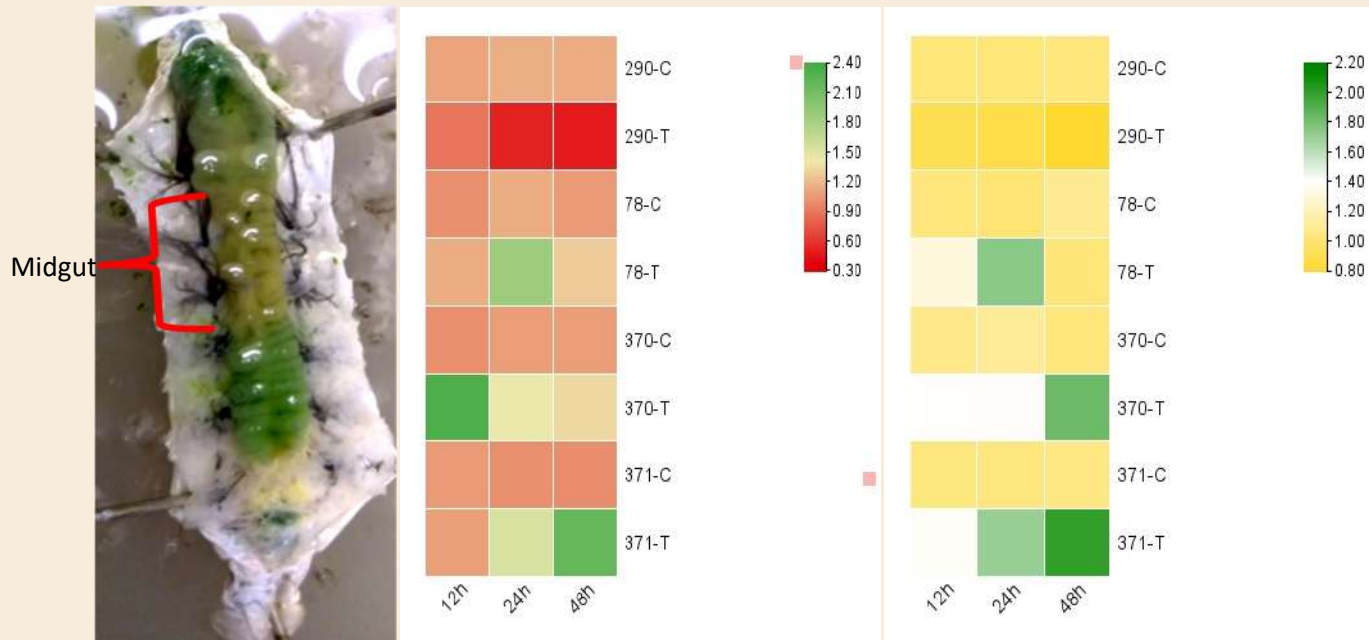 Midgut
290-C
290-T
78-C
78-T
370-C
370-T
371-C
371-T
12h
24h
48h
2.40
2.10
1.80
1.50
1.20
0.90
0.60
0.30
290-C
290-T
78-C
78-T
370-C
370-T
371-C
371-T
12h
24h
48h
2.20
2.00
1.80
1.60
1.40
1.20
1.00
0.80